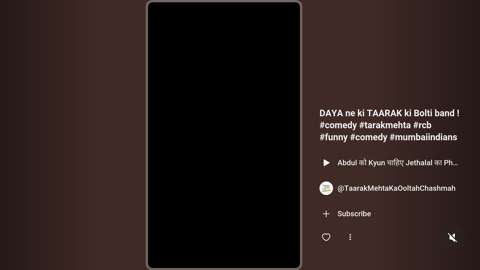 DAYA ne ki TAARAK ki Bolti band !
#comedy #tarakmehta #rcb
#funny #comedy #mumbaiindians
Abdul को Kyun चाहिए Jethalal का Ph...
@TaarakMehtaKaOoltahChashmah
Subscribe